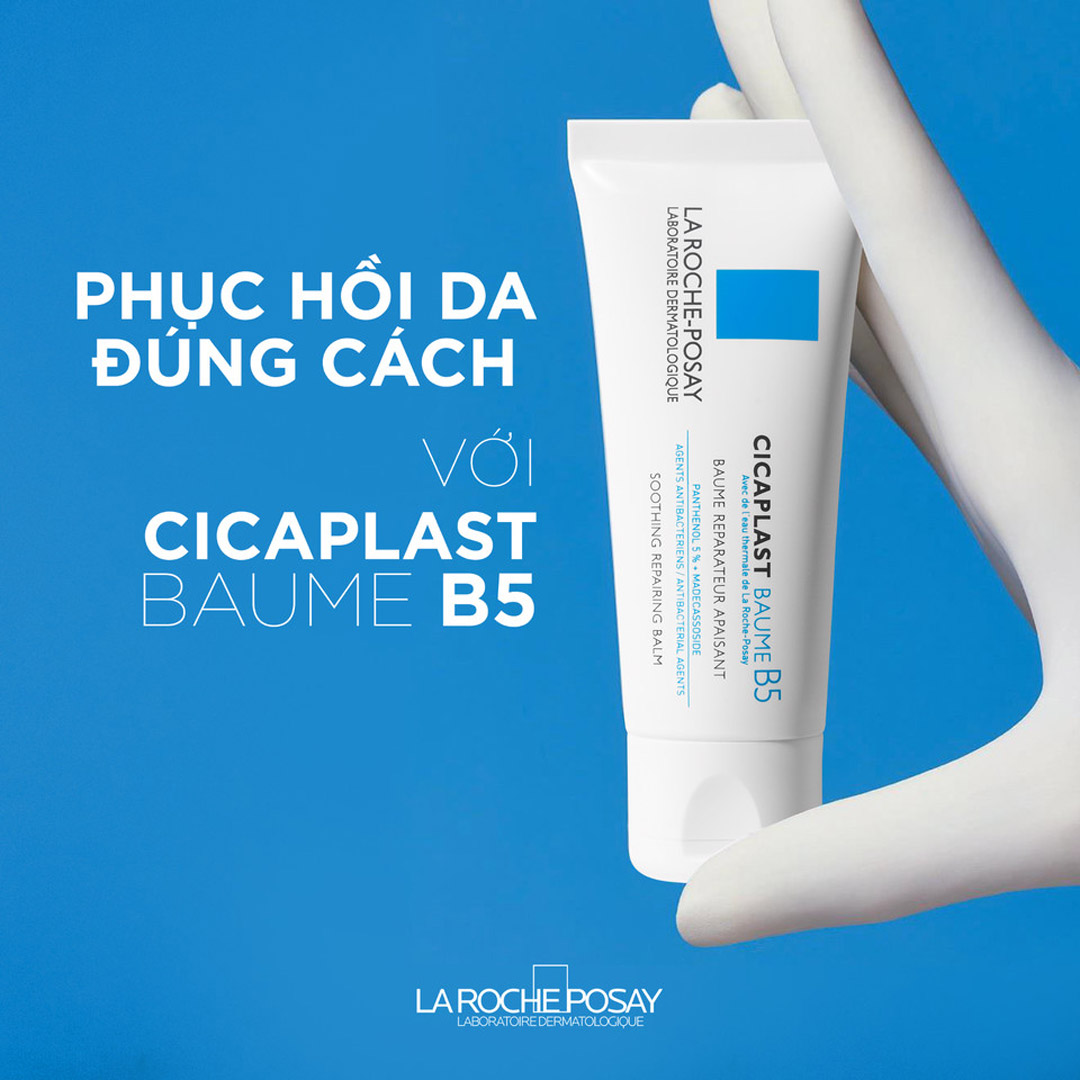 PHỤC HỒI DA
ĐÚNG CÁCH
VỚI
CICAPLAST
BAUME B5
LA ROCHE-POSAY
LABORATOIRE DERMATOLOGIQUE
CICAPLAST BAUME B5
Avec de l'eau thermale de La Roche-Posay
BAUME REPARATEUR APAISANT
PANTHENOL 5 % + MADECASSOSIDE
AGENTS ANTIBACTERIENS / ANTIBACTERIAL AGENTS
SOOTHING REPAIRING BALM
LA ROCHE POSAY
LABORATOIRE DERMATOLOGIQUE